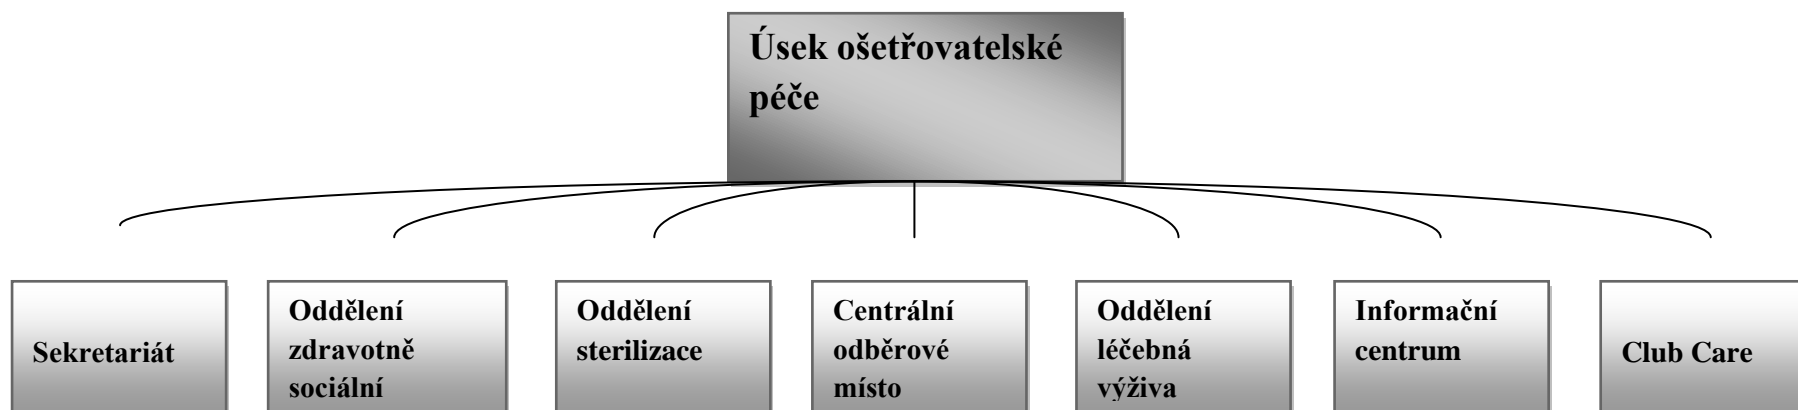 Úsek ošetřovatelské
péče
Sekretariát
Oddělení
zdravotně
sociální
Oddělení
sterilizace
Centrální
odběrové
místo
Oddělení
léčebná
výživa
Informační
centrum
Club Care